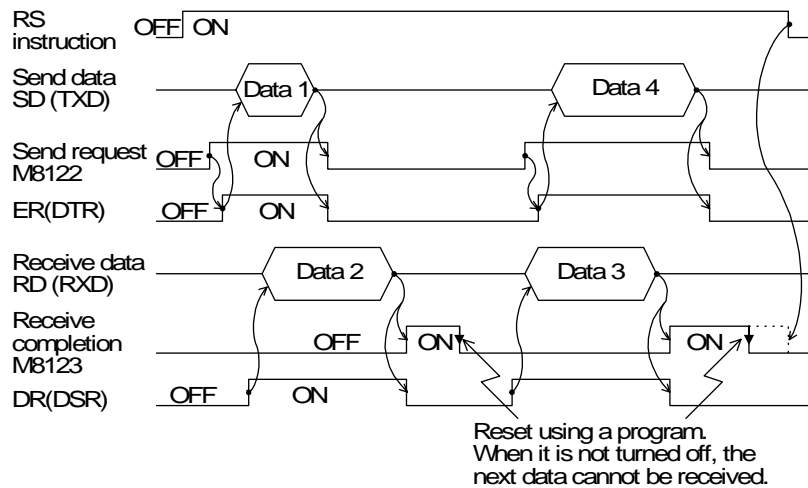 RS
instruction
OFF ON
Send data
SD (TXD)
Data 1
Data 4
Send request
M8122
OFF ON
ER(DTR)
OFF ON
Receive data
RD (RXD)
Data 2
Data 3
Receive
completion
M8123
OFF ON ON
DR(DSR)
OFF ON
Reset using a program.
When it is not turned off, the
next data cannot be received.